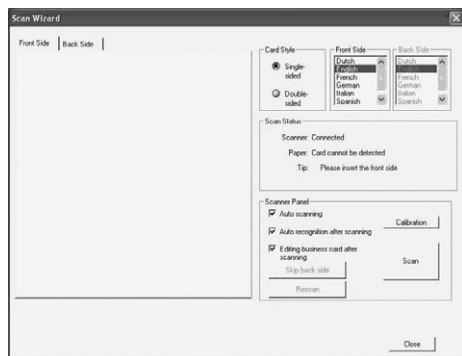 Scan Wizard
Front Side
Back Side
Card Style
Single-
sided
Double-
sided
Front Side
Dutch
English
French
German
Italian
Spanish
Back Side
Dutch
English
French
German
Italian
Spanish
Scan Status
Scanner: Connected
Paper: Card cannot be detected
Tip: Please insert the front side
Scanner Panel
Auto scanning
Auto recognition after scanning
Editing business card after
scanning
Calibration
Skip back side
Scan
Rescan
Close